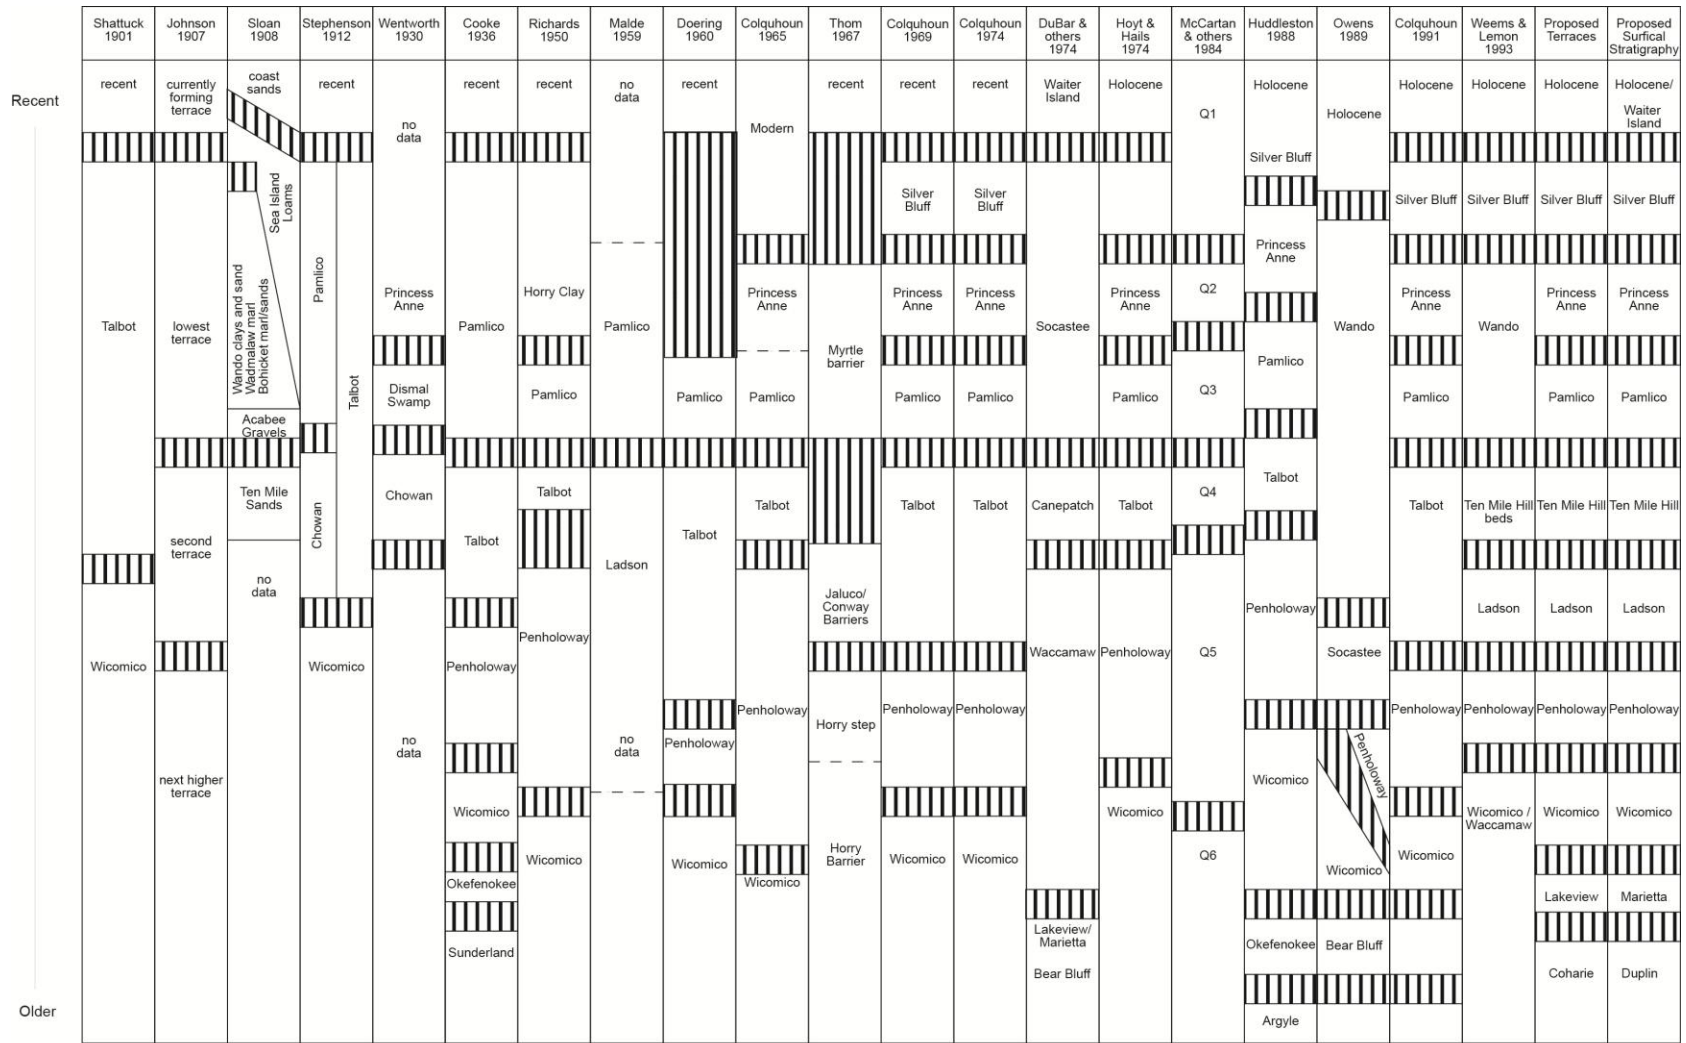 Shattuck
1901
Johnson
1907
Sloan
1908
Stephenson
1912
Wentworth
1930
Cooke
1936
Richards
1950
Malde
1959
Doering
1960
Colquhoun
1965
Thom
1967
Colquhoun
1969
Colquhoun
1974
DuBar &
others
1974
Hoyt &
Hails
1974
McCartan
& others
1984
Huddleston
1988
Owens
1989
Colquhoun
1991
Weems &
Lemon
1993
Proposed
Terraces
Proposed
Surfical
Stratigraphy
Recent
Older
recent
Talbot
Wicomico
currently
forming
terrace
lowest
terrace
second
terrace
next higher
terrace
coast
sands
Sea Island
Loams
Wando clays and sand
Wadmalaw marl
Bohicket marl/sands
Acabee
Gravels
Ten Mile
Sands
no
data
recent
Pamlico
Talbot
Chowan
Wicomico
no
data
Princess
Anne
Dismal
Swamp
Chowan
no
data
recent
Pamlico
Talbot
Penholoway
Wicomico
Okefenokee
Sunderland
recent
Horry Clay
Pamlico
Talbot
Penholoway
Wicomico
no
data
Pamlico
Ladson
no
data
recent
Pamlico
Talbot
Penholoway
Wicomico
Modern
Princess
Anne
Pamlico
Talbot
Penholoway
Wicomico
recent
Myrtle
barrier
Jaluco/
Conway
Barriers
Horry step
Horry
Barrier
recent
Silver
Bluff
Princess
Anne
Pamlico
Talbot
Penholoway
Wicomico
recent
Silver
Bluff
Princess
Anne
Pamlico
Talbot
Penholoway
Wicomico
Waiter
Island
Socastee
Canepatch
Waccamaw
Lakeview/
Marietta
Bear Bluff
Holocene
Princess
Anne
Pamlico
Talbot
Penholoway
Wicomico
Q1
Q2
Q3
Q4
Q5
Q6
Holocene
Silver Bluff
Princess
Anne
Pamlico
Talbot
Penholoway
Wicomico
Okefenokee
Argyle
Holocene
Wando
Socastee
Penholoway
Wicomico
Bear Bluff
Holocene
Silver Bluff
Princess
Anne
Pamlico
Talbot
Penholoway
Wicomico
Holocene
Silver Bluff
Wando
Ten Mile Hill
beds
Ladson
Penholoway
Wicomico /
Waccamaw
Holocene
Silver Bluff
Princess
Anne
Pamlico
Ten Mile Hill
Ladson
Penholoway
Wicomico
Lakeview
Coharie
Holocene/
Waiter
Island
Silver Bluff
Princess
Anne
Pamlico
Ten Mile Hill
Ladson
Penholoway
Wicomico
Marietta
Duplin